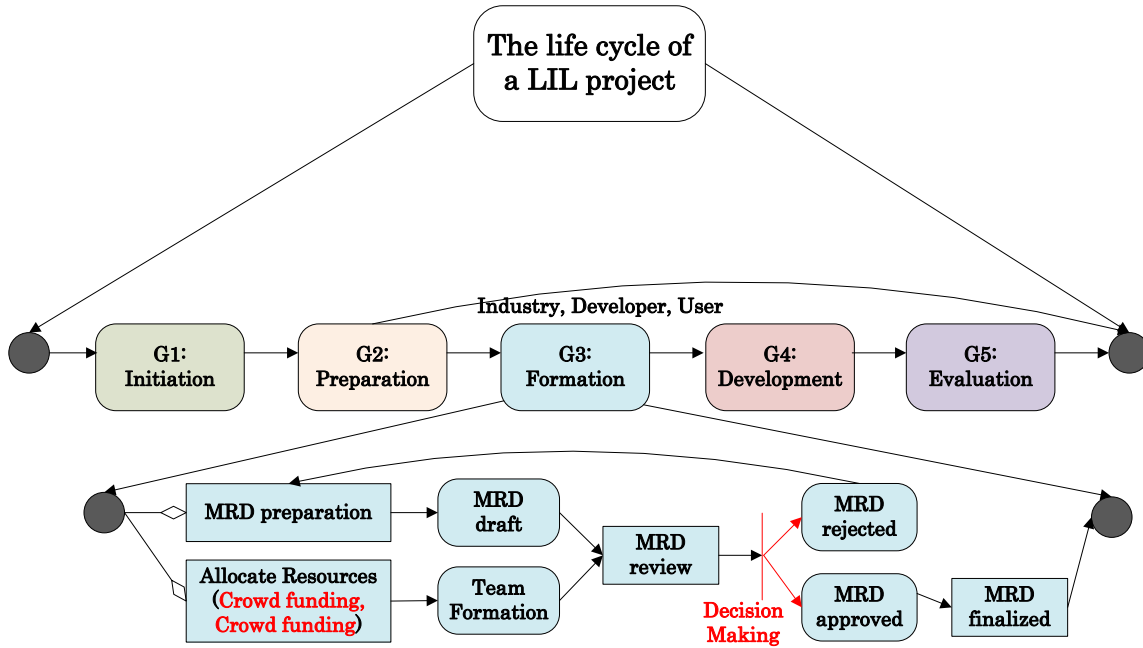 The life cycle of
a LIL project
Industry, Developer, User
G1:
Initiation
G2:
Preparation
G3:
Formation
G4:
Development
G5:
Evaluation
MRD preparation
MRD
draft
MRD
review
MRD
rejected
Allocate Resources
(Crowd funding,
Crowd funding)
Team
Formation
Decision
Making
MRD
approved
MRD
finalized